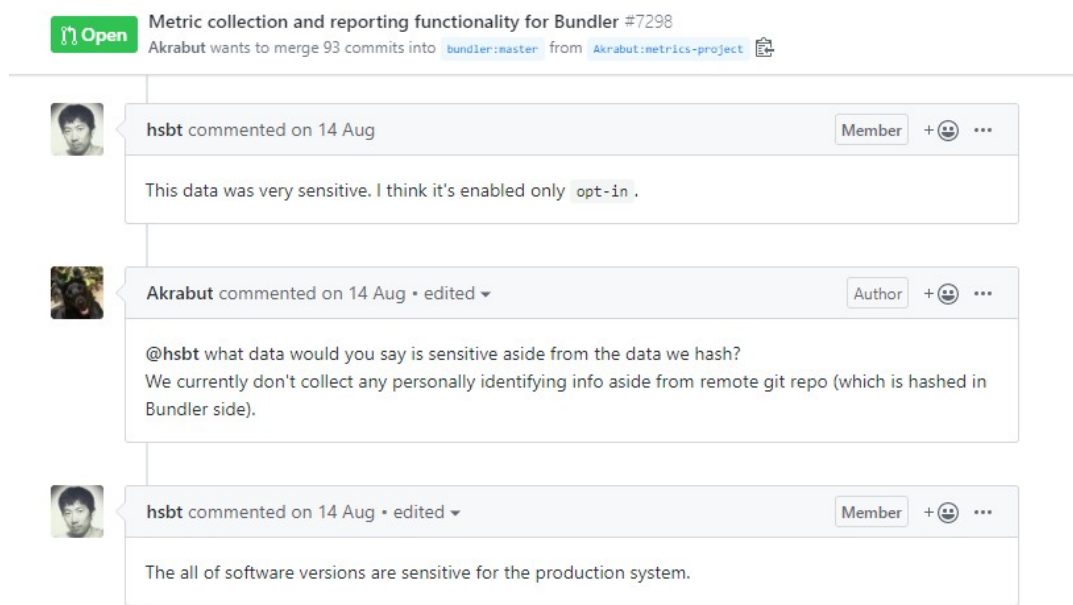 Open
Metric collection and reporting functionality for Bundler #7298
Akrabut wants to merge 93 commits into bundler:master from Akrabut:metrics-project
hsbt commented on 14 Aug
Member
This data was very sensitive. I think it's enabled only opt-in.
Akrabut commented on 14 Aug • edited
Author
@hsbt what data would you say is sensitive aside from the data we hash?
We currently don't collect any personally identifying info aside from remote git repo (which is hashed in
Bundler side).
hsbt commented on 14 Aug • edited
Member
The all of software versions are sensitive for the production system.